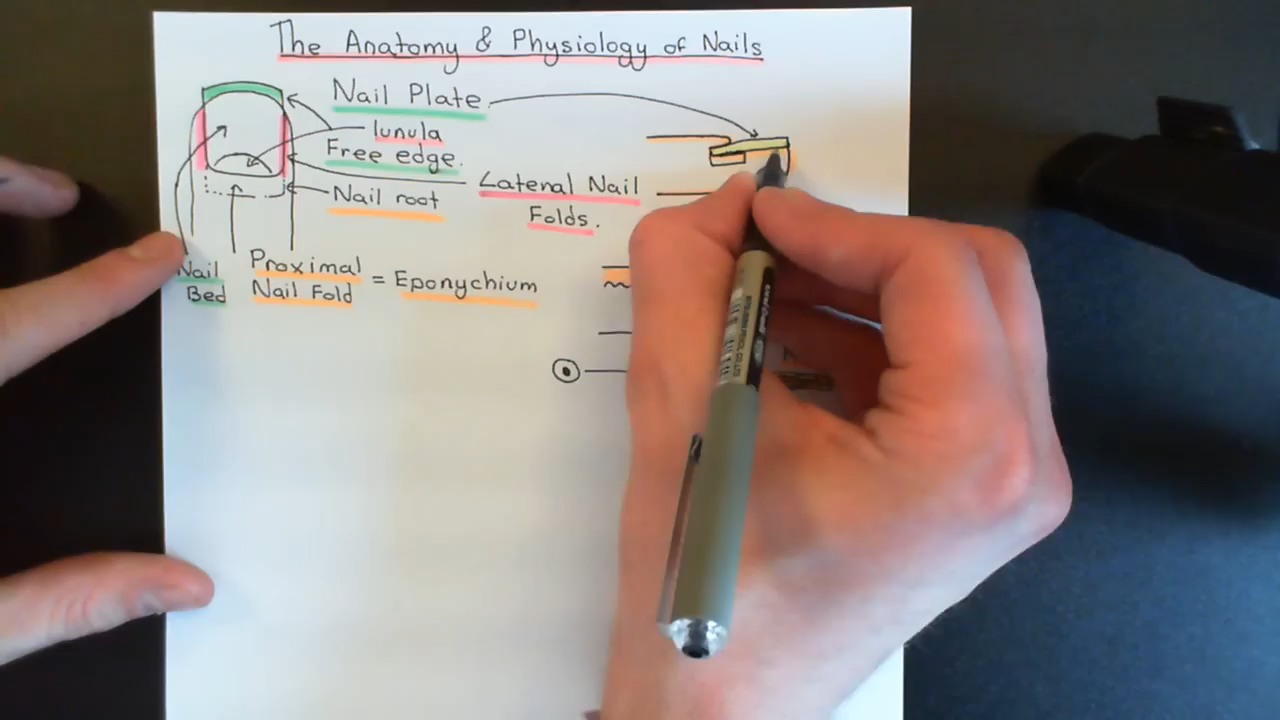 The Anatomy & Physiology of Nails
Nail Plate.
lunula
Free edge.
Lateral Nail
Folds.
Nail root
Nail
Bed
Proximal
Nail Fold
= Eponychium